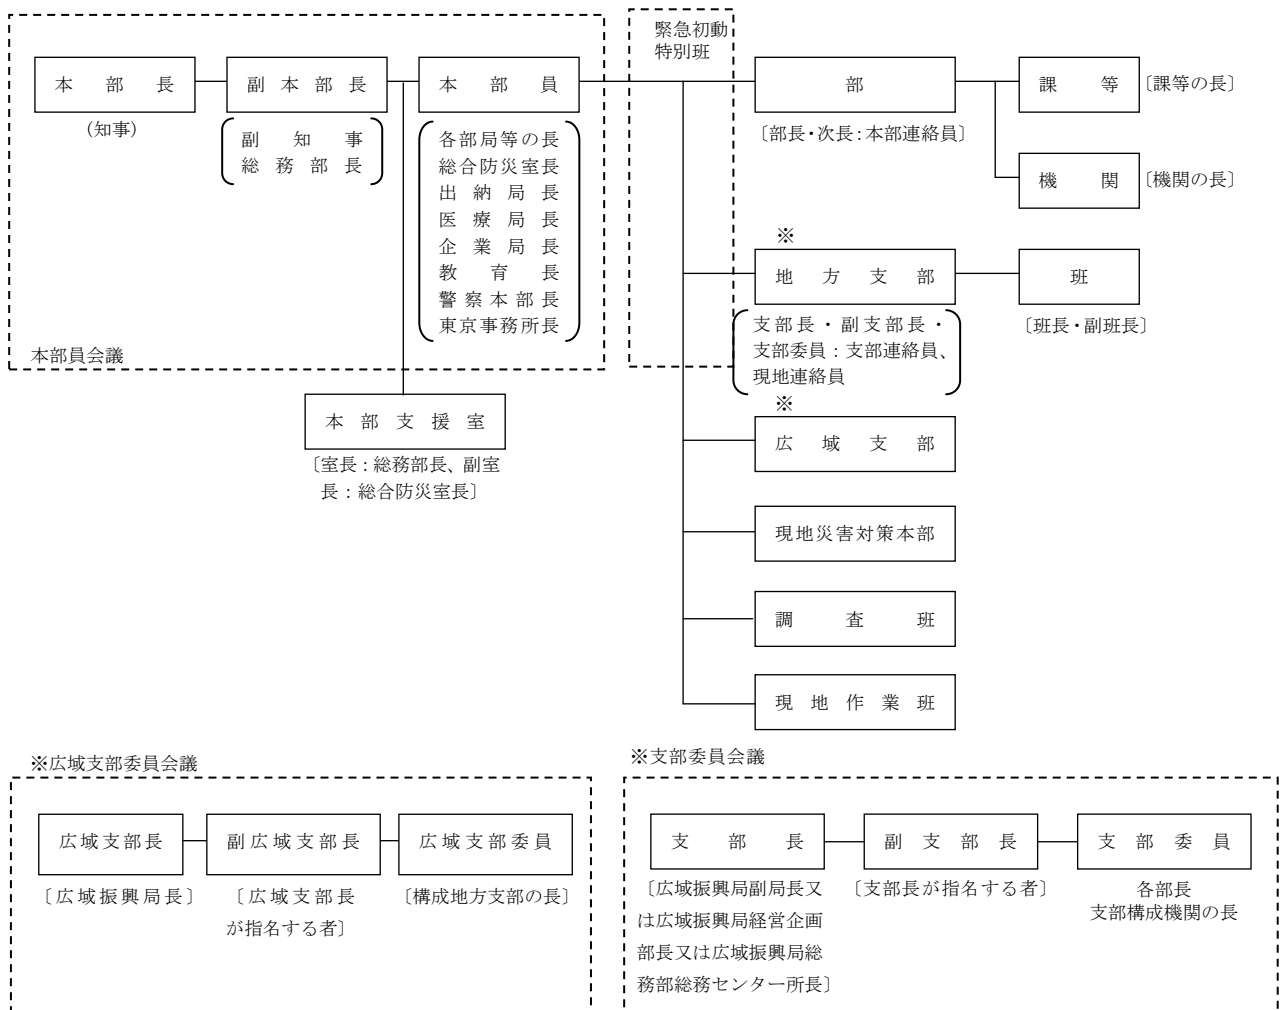 緊急初動
特別班
本部長
副本部長
本部員
部
課等
〔課等の長〕
(知事)
副知事
総務部長
各部局等の長
総合防災室長
出納局長
医療局長
企業局長
教育長
警察本部長
東京事務所長
〔部長・次長:本部連絡員〕
機関
〔機関の長〕
※
地方支部
班
支部長・副支部長・
支部委員:支部連絡員、
現地連絡員
〔班長・副班長〕
本部員会議
本部支援室
〔室長:総務部長、副室
長:総合防災室長〕
※
広域支部
現地災害対策本部
調査班
現地作業班
※広域支部委員会議
広域支部長
副広域支部長
広域支部委員
〔広域振興局長〕
〔広域支部長
が指名する者〕
〔構成地方支部の長〕
※支部委員会議
支部長
副支部長
支部委員
〔広域振興局副局長又
は広域振興局経営企画
部長又は広域振興局総
務部総務センター所長〕
〔支部長が指名する者〕
各部長
支部構成機関の長